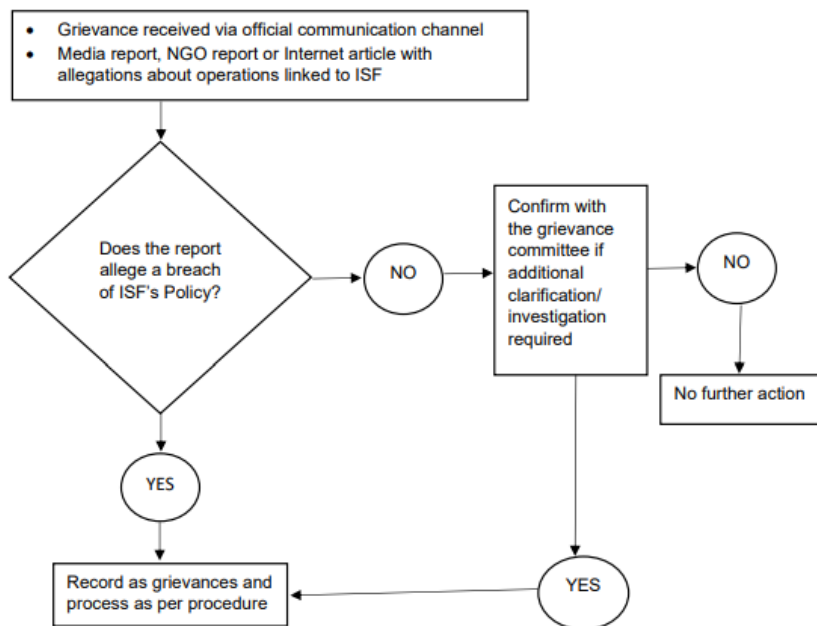 • Grievance received via official communication channel
• Media report, NGO report or Internet article with
allegations about operations linked to ISF
Does the report
allege a breach
of ISF's Policy?
NO
Confirm with
the grievance
committee if
additional
clarification/
investigation
required
NO
No further action
YES
Record as grievances and
process as per procedure
YES